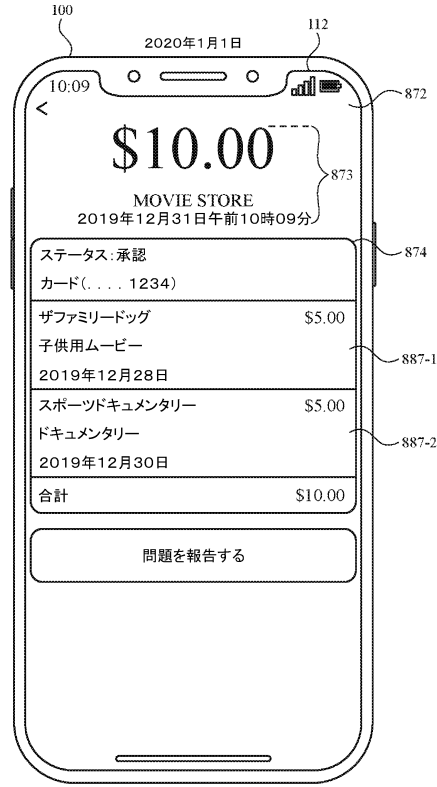 100
2020年1月1日
112
10:09
872
<
$10.00
873
MOVIE STORE
2019年12月31日午前10時09分
ステータス:承認
874
カード(....1234)
ザファミリードッグ $5.00
子供用ムービー
887-1
2019年12月28日
スポーツドキュメンタリー $5.00
ドキュメンタリー
887-2
2019年12月30日
合計 $10.00
問題を報告する